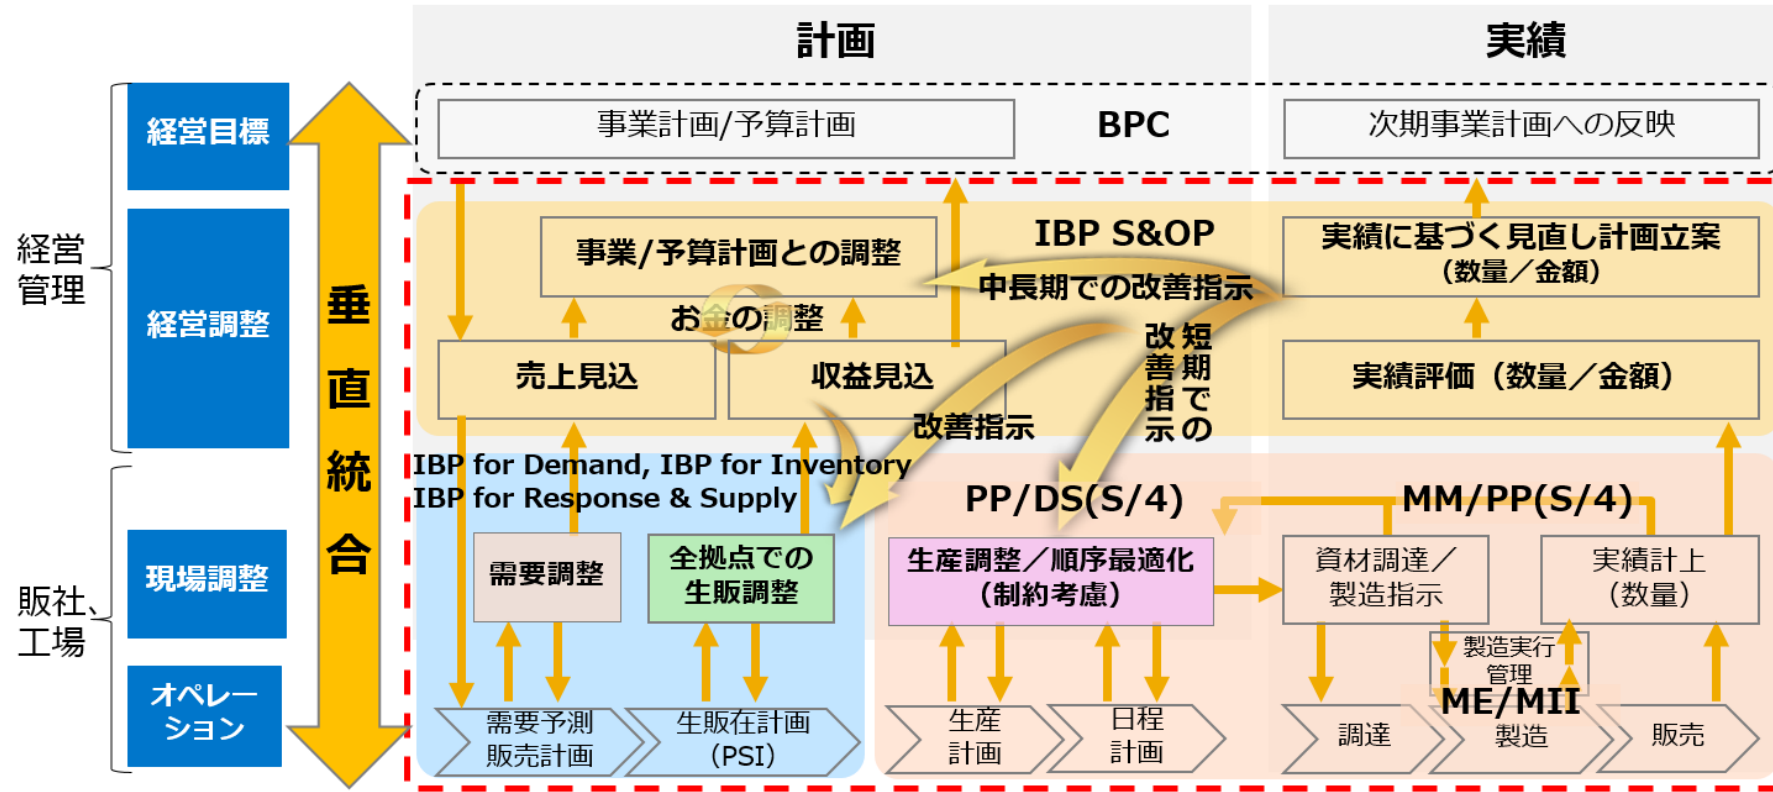 計画
実績
経営目標
事業計画/予算計画
BPC
次期事業計画への反映
経営
管理
経営調整
垂直統合
事業/予算計画との調整
IBP S&OP
実績に基づく見直し計画立案
（数量／金額）
中長期での改善指示
お金の調整
短期での
改善指示
売上見込
収益見込
実績評価（数量／金額）
改善指示
IBP for Demand, IBP for Inventory
IBP for Response & Supply
PP/DS(S/4)
MM/PP(S/4)
販社、
工場
現場調整
需要調整
全拠点での
生販調整
生産調整／順序最適化
（制約考慮）
資材調達／
製造指示
実績計上
（数量）
製造実行
管理
ME/MII
オペレー
ション
需要予測
販売計画
生販在計画
（PSI）
生産
計画
日程
計画
調達
製造
販売